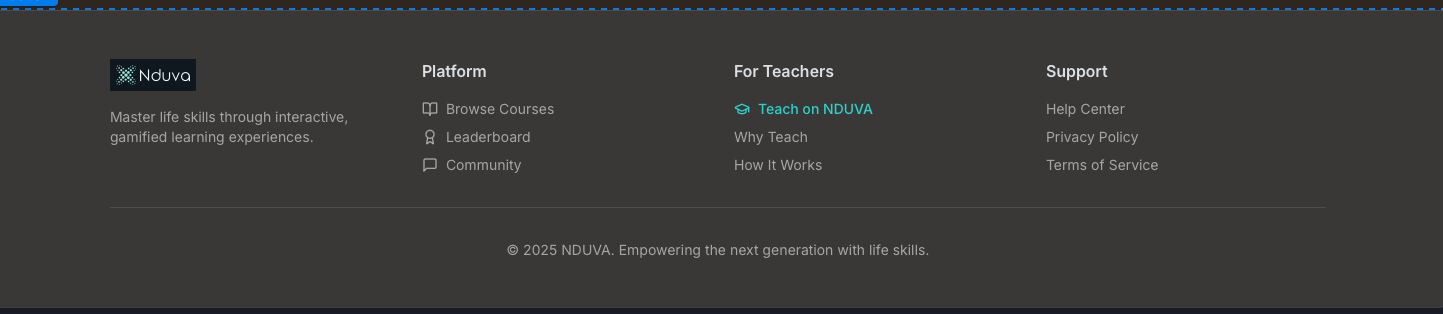 Nduva
Master life skills through interactive,
gamified learning experiences.
Platform
Browse Courses
Leaderboard
Community
For Teachers
Teach on NDUVA
Why Teach
How It Works
Support
Help Center
Privacy Policy
Terms of Service
© 2025 NDUVA. Empowering the next generation with life skills.